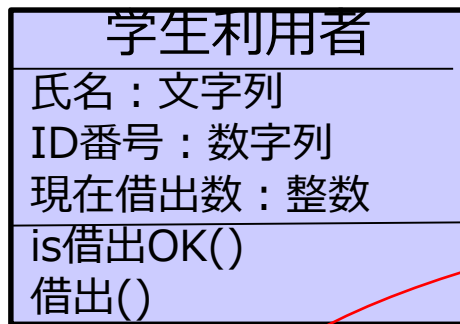 学生利用者
氏名：文字列
ID番号：数字列
現在借出数：整数
is借出OK()
借出()